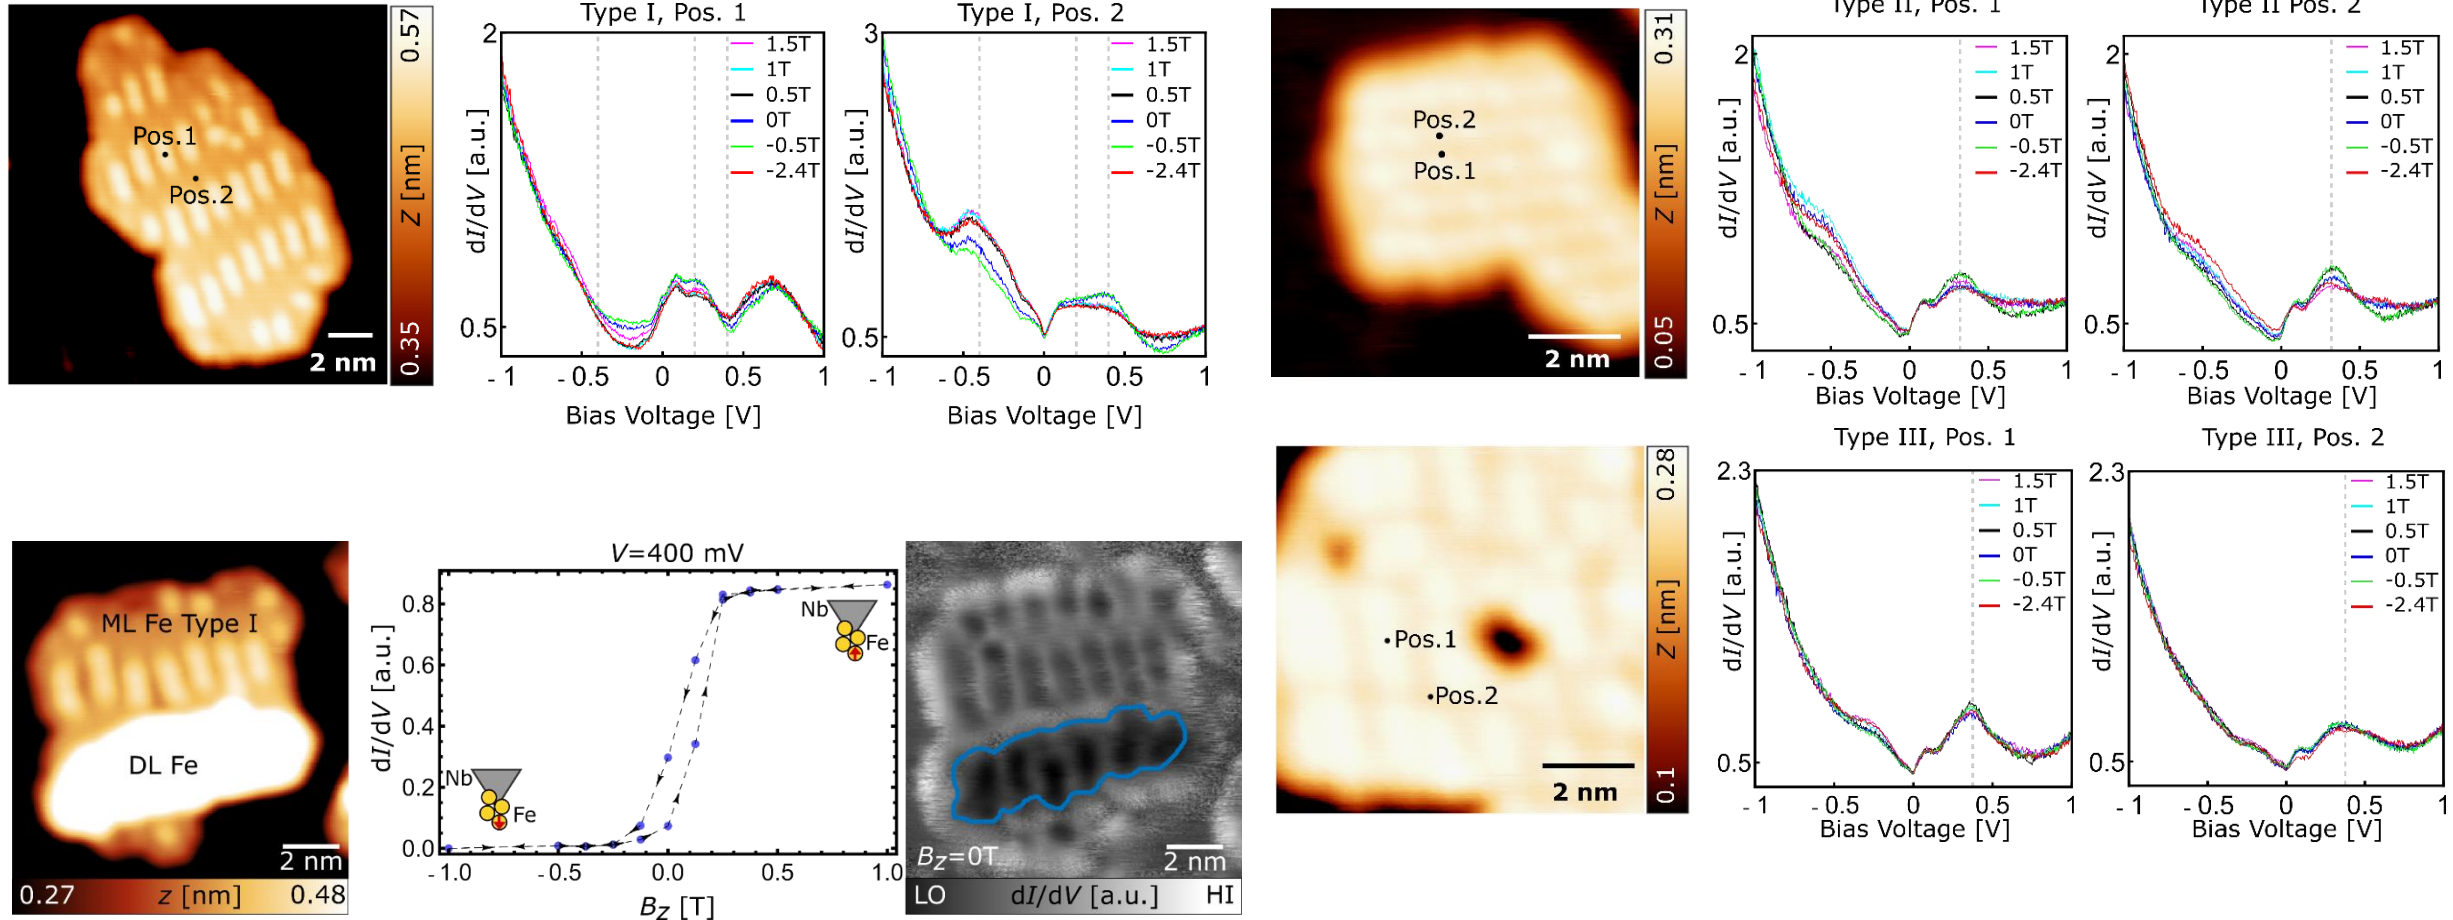 0.57
Z [nm]
0.35
Pos.1
Pos.2
2 nm
Type I, Pos. 1
2
0.5
dI/dV [a.u.]
1.5T
1T
0.5T
0T
-0.5T
-2.4T
-1 -0.5 0 0.5 1
Bias Voltage [V]
Type I, Pos. 2
3
0.5
dI/dV [a.u.]
1.5T
1T
0.5T
0T
-0.5T
-2.4T
-1 -0.5 0 0.5 1
Bias Voltage [V]
Pos.2
Pos.1
2 nm
0.31
Z [nm]
0.05
Type II, Pos. 1
2
0.5
dI/dV [a.u.]
1.5T
1T
0.5T
0T
-0.5T
-2.4T
-1 -0.5 0 0.5 1
Bias Voltage [V]
Type II Pos. 2
2
0.5
dI/dV [a.u.]
1.5T
1T
0.5T
0T
-0.5T
-2.4T
-1 -0.5 0 0.5 1
Bias Voltage [V]
ML Fe Type I
DL Fe
2 nm
0.27 z [nm] 0.48
V=400 mV
dI/dV [a.u.]
0.8
0.6
0.4
0.2
0.0
Nb
Fe
Nb
Fe
-1.0 -0.5 0.0 0.5 1.0
BZ [T]
BZ=0T
2 nm
LO dI/dV [a.u.] HI
Pos.1
Pos.2
2 nm
0.28
Z [nm]
0.1
Type III, Pos. 1
2.3
0.5
dI/dV [a.u.]
1.5T
1T
0.5T
0T
-0.5T
-2.4T
-1 -0.5 0 0.5 1
Bias Voltage [V]
Type III, Pos. 2
2.3
0.5
dI/dV [a.u.]
1.5T
1T
0.5T
0T
-0.5T
-2.4T
-1 -0.5 0 0.5 1
Bias Voltage [V]